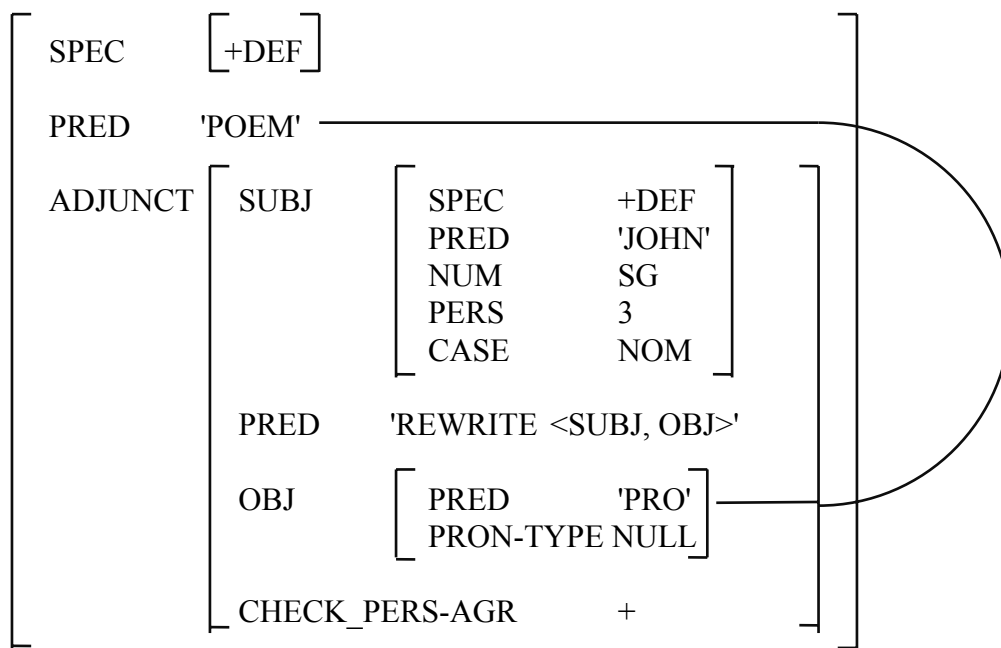 SPEC +DEF
PRED 'POEM'
ADJUNCT SUBJ SPEC +DEF
PRED 'JOHN'
NUM SG
PERS 3
CASE NOM
PRED 'REWRITE <SUBJ, OBJ>'
OBJ PRED 'PRO'
PRON-TYPE NULL
CHECK_PERS-AGR +